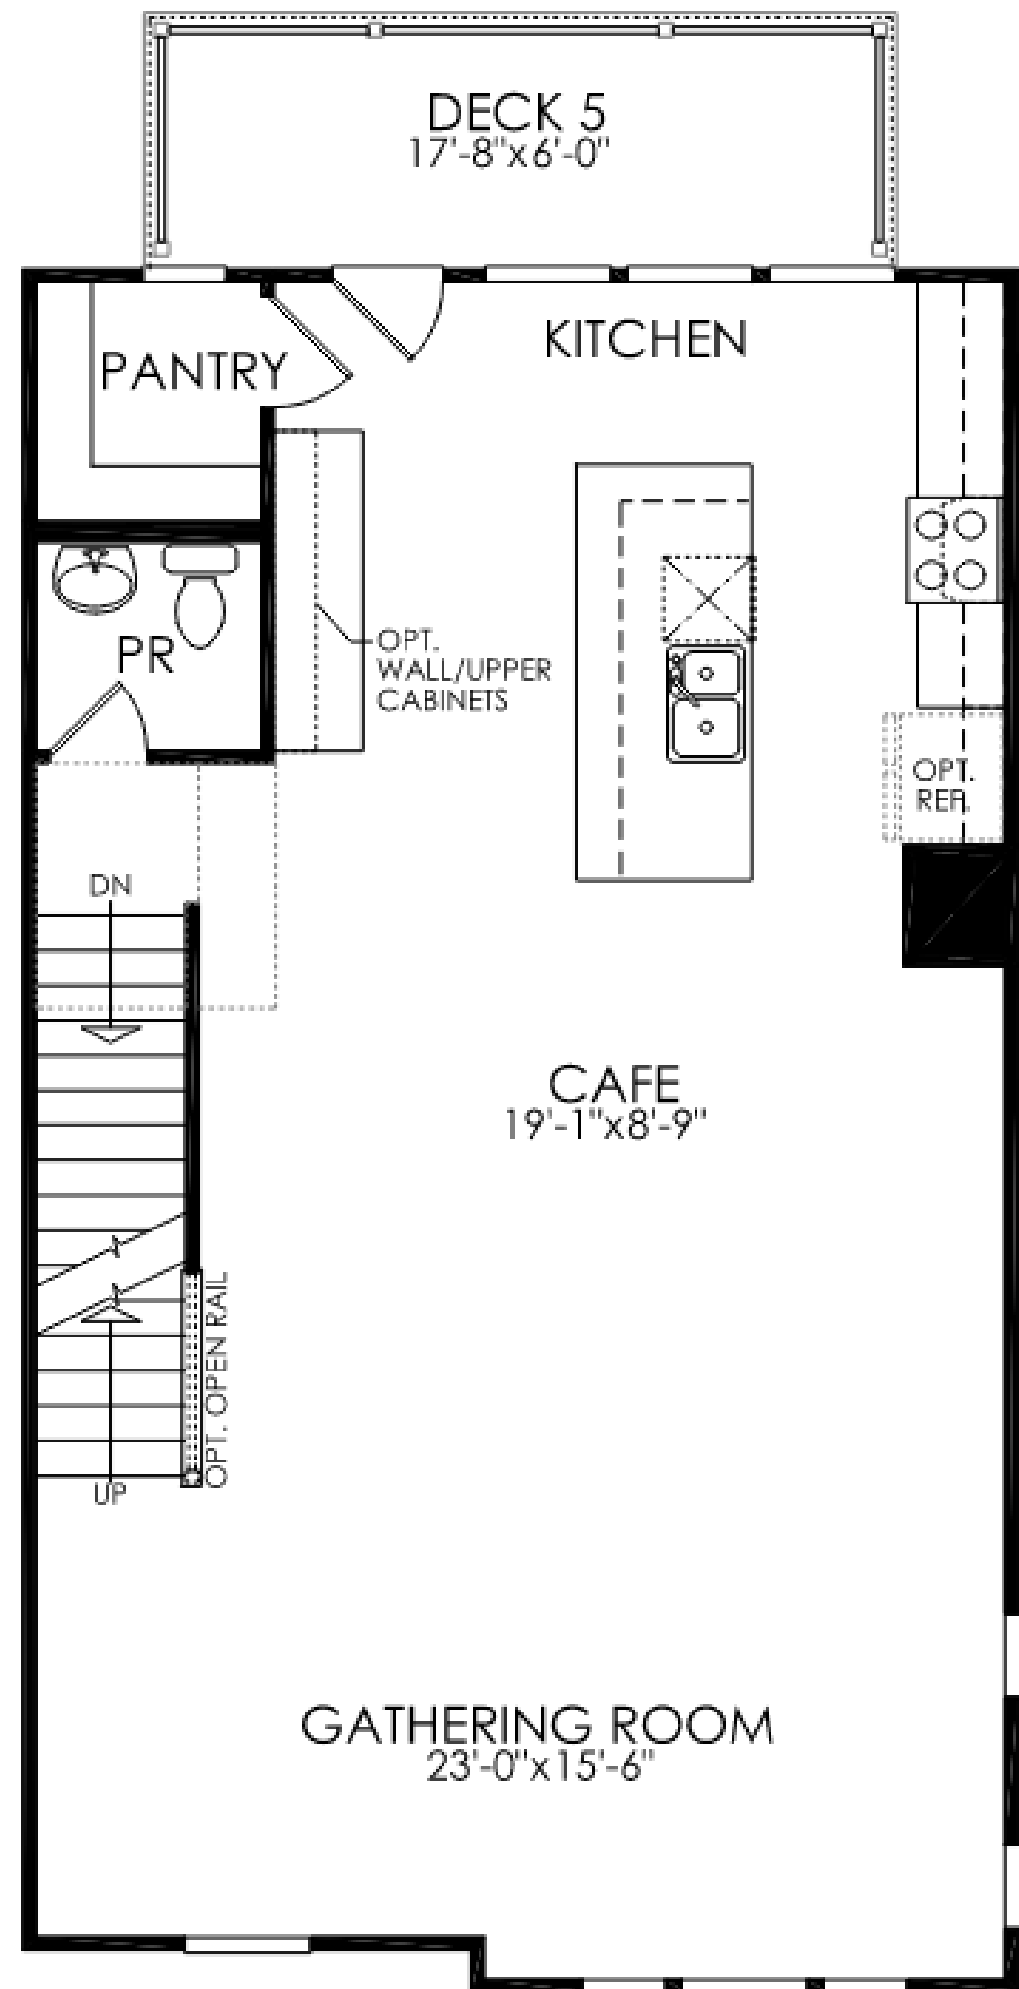 DECK 5
17'-8"x6'-0"
KITCHEN
PANTRY
PR
OPT.
WALL/UPPER
CABINETS
OPT.
REF.
DN
CAFE
19'-1"x8'-9"
OPT. OPEN RAIL
UP
GATHERING ROOM
23'-0"x15'-6"